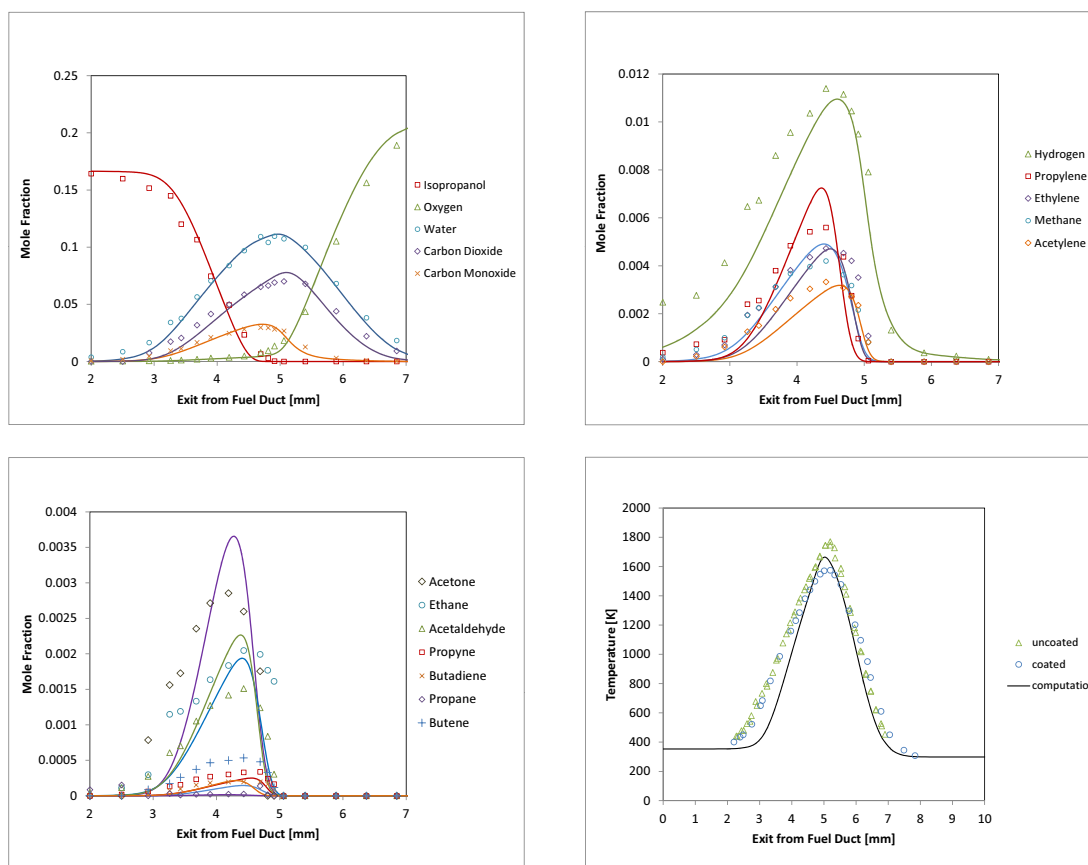 0.25
0.2
0.15
0.1
0.05
0
Mole Fraction
2 3 4 5 6 7
Exit from Fuel Duct [mm]
Isopropanol
Oxygen
Water
Carbon Dioxide
Carbon Monoxide
0.012
0.01
0.008
0.006
0.004
0.002
0
Mole Fraction
2 3 4 5 6 7
Exit from Fuel Duct [mm]
Hydrogen
Propylene
Ethylene
Methane
Acetylene
0.004
0.0035
0.003
0.0025
0.002
0.0015
0.001
0.0005
0
Mole Fraction
2 3 4 5 6 7
Exit from Fuel Duct [mm]
Acetone
Ethane
Acetaldehyde
Propyne
Butadiene
Propane
Butene
2000
1800
1600
1400
1200
1000
800
600
400
200
0
Temperature [K]
0 1 2 3 4 5 6 7 8 9 10
Exit from Fuel Duct [mm]
uncoated
coated
computatio